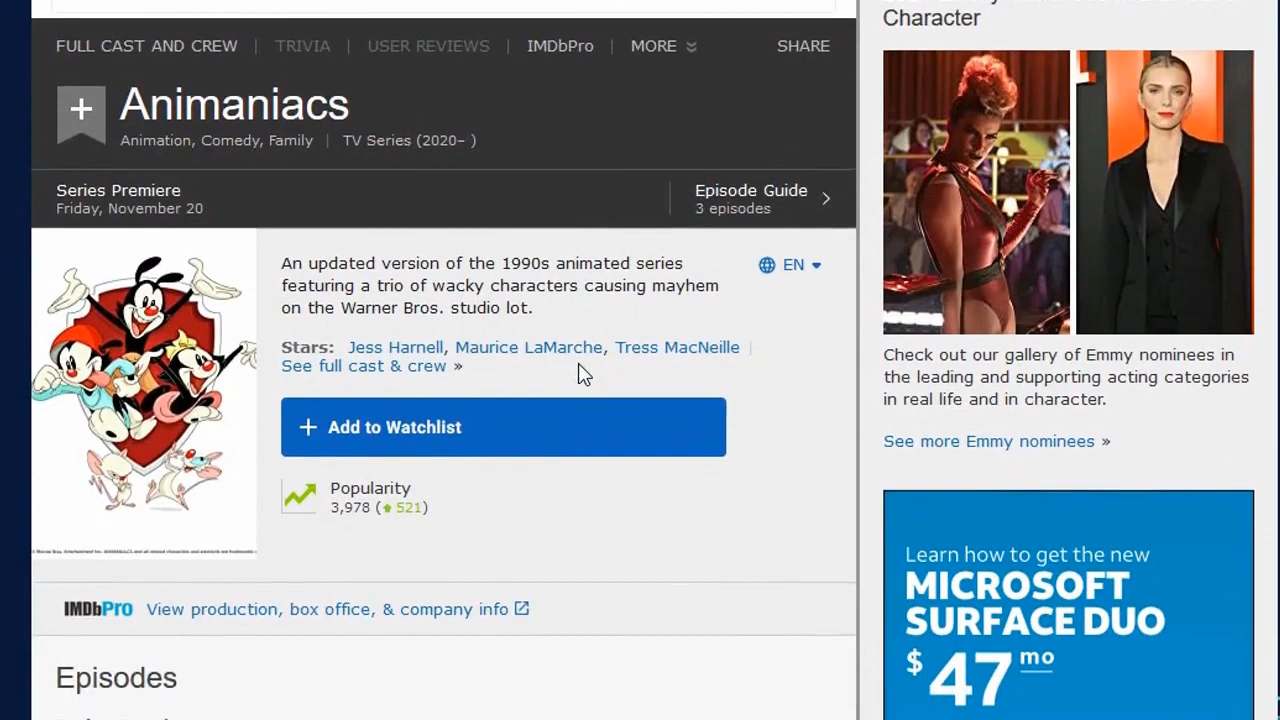 Character
FULL CAST AND CREW | TRIVIA | USER REVIEWS | IMDbPro | MORE SHARE
+ Animaniacs
Animation, Comedy, Family | TV Series (2020– )
Series Premiere
Friday, November 20
Episode Guide
3 episodes
An updated version of the 1990s animated series
featuring a trio of wacky characters causing mayhem
on the Warner Bros. studio lot.
EN
Stars: Jess Harnell, Maurice LaMarche, Tress MacNeille |
See full cast & crew »
+ Add to Watchlist
Popularity
3,978 (521)
IMDbPro View production, box office, & company info
Episodes
Check out our gallery of Emmy nominees in
the leading and supporting acting categories
in real life and in character.
See more Emmy nominees »
Learn how to get the new
MICROSOFT
SURFACE DUO
$47 mo